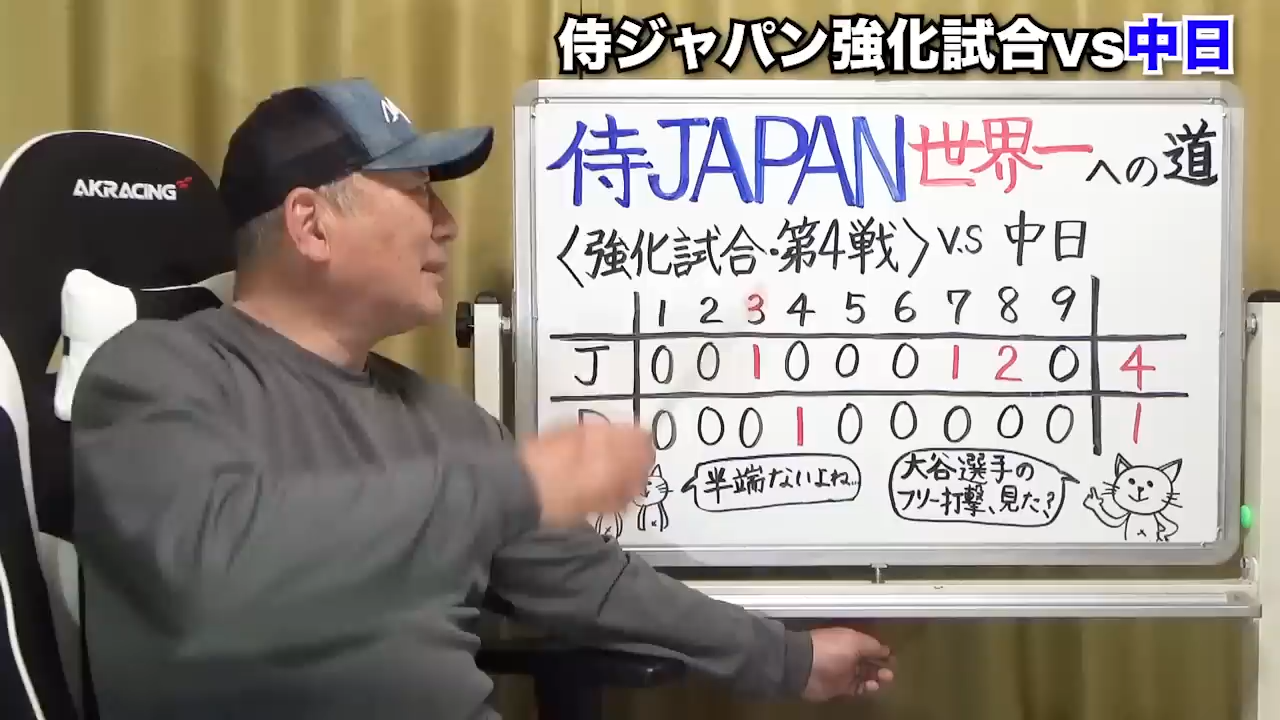 侍ジャパン強化試合vs中日
AKRACING
侍JAPAN世界一への道
〈強化試合・第4戦〉V.S 中日
1 2 3 4 5 6 7 8 9
J 0 0 1 0 0 0 1 2 0 4
0 0 0 1 0 0 0 0 0 1
半端ないよね…
大谷選手の
フリー打撃、見た?